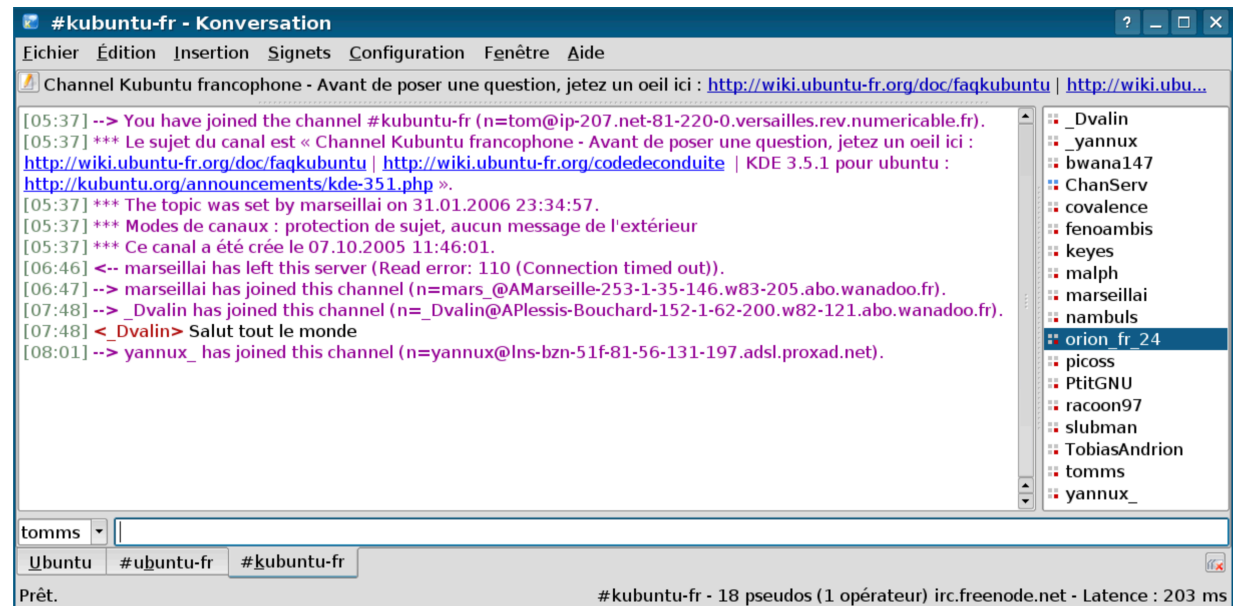 #kubuntu-fr - Konversation
Fichier Édition Insertion Signets Configuration Fenêtre Aide
Channel Kubuntu francophone - Avant de poser une question, jetez un oeil ici : http://wiki.ubuntu-fr.org/doc/faqkubuntu | http://wiki.ubu...
[05:37] --> You have joined the channel #kubuntu-fr (n=tom@ip-207.net-81-220-0.versailles.rev.numericable.fr).
[05:37] *** Le sujet du canal est « Channel Kubuntu francophone - Avant de poser une question, jetez un oeil ici :
http://wiki.ubuntu-fr.org/doc/faqkubuntu | http://wiki.ubuntu-fr.org/codedeconduite | KDE 3.5.1 pour ubuntu :
http://kubuntu.org/announcements/kde-351.php ».
[05:37] *** The topic was set by marseillai on 31.01.2006 23:34:57.
[05:37] *** Modes de canaux : protection de sujet, aucun message de l'extérieur
[05:37] *** Ce canal a été crée le 07.10.2005 11:46:01.
[06:46] <-- marseillai has left this server (Read error: 110 (Connection timed out)).
[06:47] --> marseillai has joined this channel (n=mars_@AMarseille-253-1-35-146.w83-205.abo.wanadoo.fr).
[07:48] --> _Dvalin has joined this channel (n=_Dvalin@APlessis-Bouchard-152-1-62-200.w82-121.abo.wanadoo.fr).
[07:48] <_Dvalin> Salut tout le monde
[08:01] --> yannux_ has joined this channel (n=yannux@lns-bzn-51f-81-56-131-197.adsl.proxad.net).
_Dvalin
_yannux
bwana147
ChanServ
covalence
fenoambis
keyes
malph
marseillai
nambuls
orion_fr_24
picoss
PtitGNU
racoon97
slubman
TobiasAndrion
tomms
yannux_
tomms
Ubuntu #ubuntu-fr #kubuntu-fr
Prêt. #kubuntu-fr - 18 pseudos (1 opérateur) irc.freenode.net - Latence : 203 ms